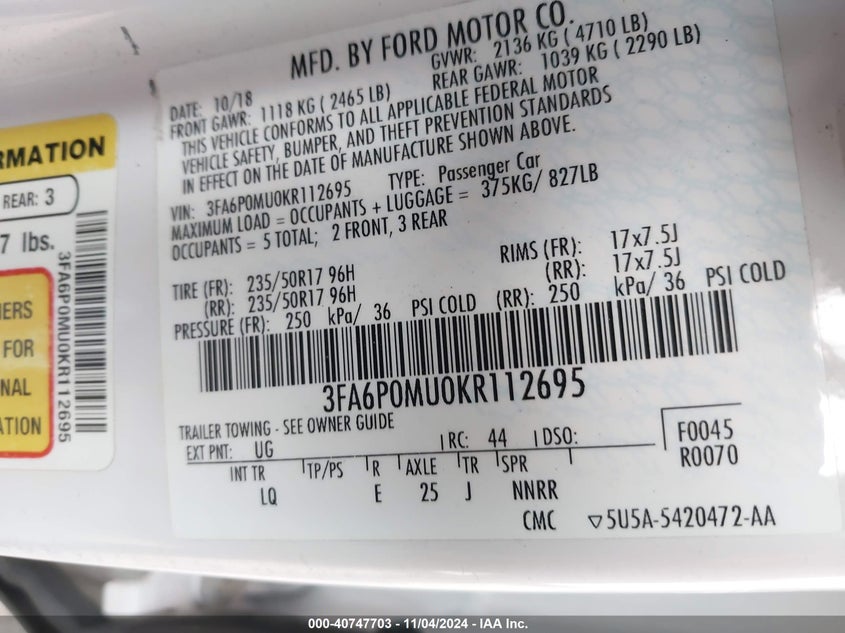 MFD. BY FORD MOTOR CO.
DATE: 10/18
GVWR: 2136 KG ( 4710 LB)
FRONT GAWR: 1118 KG ( 2465 LB)
REAR GAWR: 1039 KG ( 2290 LB)
THIS VEHICLE CONFORMS TO ALL APPLICABLE FEDERAL MOTOR
VEHICLE SAFETY, BUMPER, AND THEFT PREVENTION STANDARDS
IN EFFECT ON THE DATE OF MANUFACTURE SHOWN ABOVE.
VIN: 3FA6P0MU0KR112695 TYPE: Passenger Car
MAXIMUM LOAD = OCCUPANTS + LUGGAGE = 375KG/ 827LB
OCCUPANTS = 5 TOTAL; 2 FRONT, 3 REAR
TIRE (FR): 235/50R17 96H RIMS (FR): 17x7.5J
(RR): 235/50R17 96H (RR): 17x7.5J
PRESSURE (FR): 250 kPa/ 36 PSI COLD (RR): 250 kPa/ 36 PSI COLD
3FA6P0MU0KR112695
TRAILER TOWING - SEE OWNER GUIDE
EXT PNT: UG RC: 44 DSO: F0045
R0070
INT TR TP/PS R AXLE TR SPR
LQ E 25 J NNRR
CMC ▽5U5A-5420472-AA
RMATION
REAR: 3
7 lbs.
3FA6P0MU0KR112695
FOR
000-40747703 - 11/04/2024 - IAA Inc.